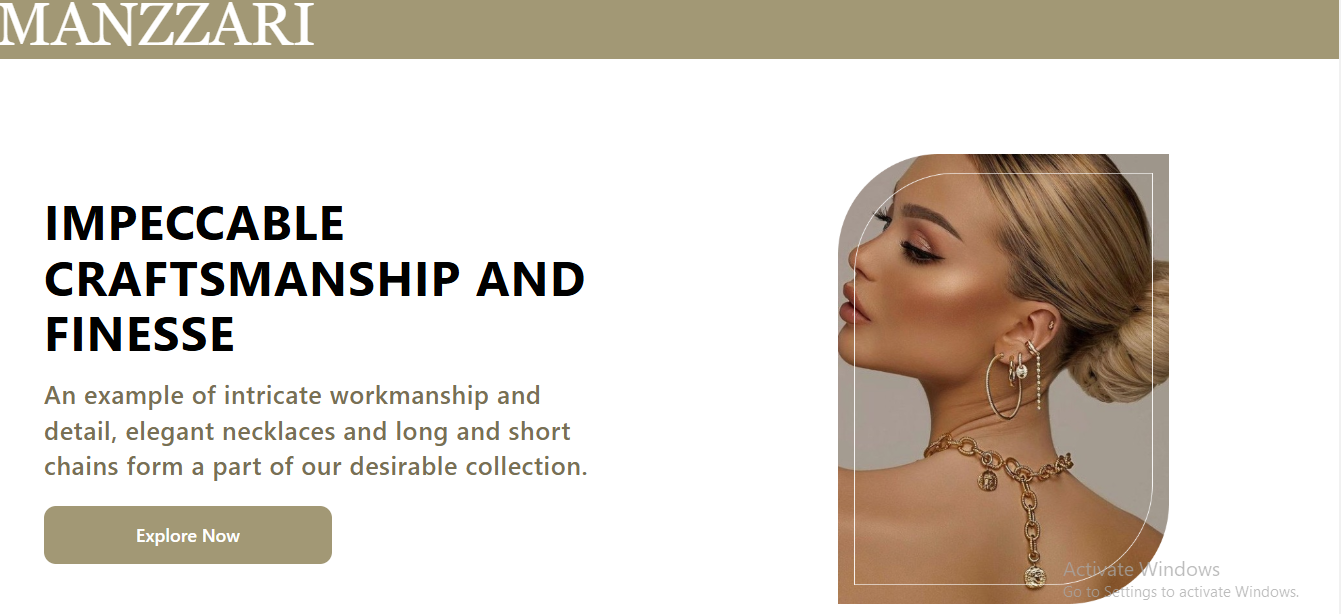 MANZZARI
IMPECCABLE
CRAFTSMANSHIP AND
FINESSE
An example of intricate workmanship and
detail, elegant necklaces and long and short
chains form a part of our desirable collection.
Explore Now
Activate Windows
Go to Settings to activate Windows.